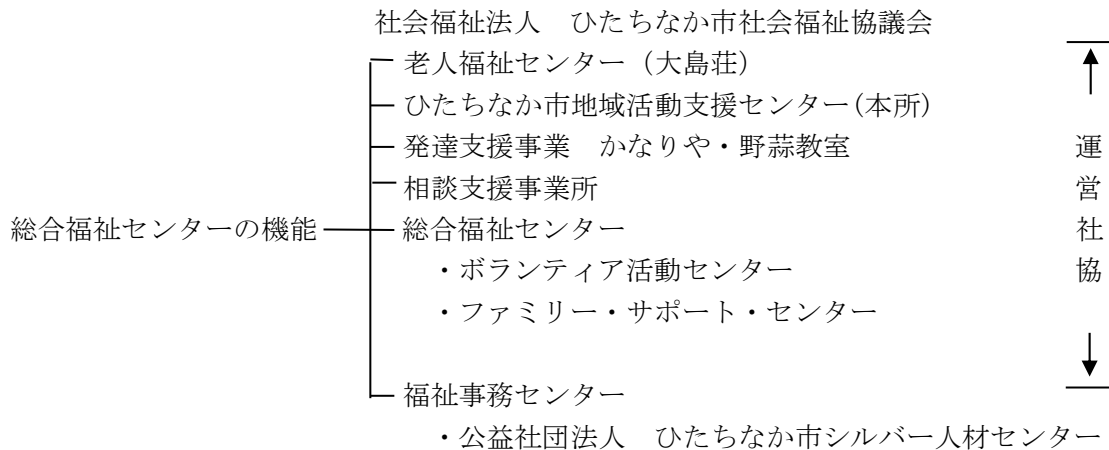 社会福祉法人　ひたちなか市社会福祉協議会
老人福祉センター（大島荘）
ひたちなか市地域活動支援センター（本所）
発達支援事業　かなりや・野蒜教室
相談支援事業所
総合福祉センターの機能
総合福祉センター
・ボランティア活動センター
・ファミリー・サポート・センター
福祉事務センター
・公益社団法人　ひたちなか市シルバー人材センター
運営社協